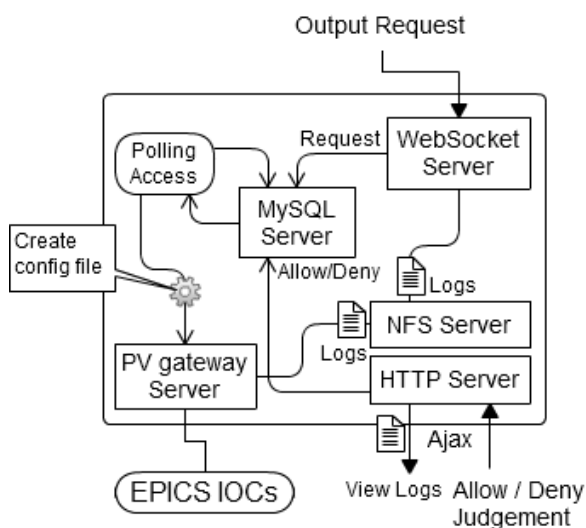 Output Request
Request
WebSocket
Server
Polling
Access
MySQL
Server
Create
config file
Allow/Deny
Logs
NFS Server
Logs
PV gateway
Server
HTTP Server
Ajax
EPICS IOCs
View Logs
Allow / Deny
Judgement